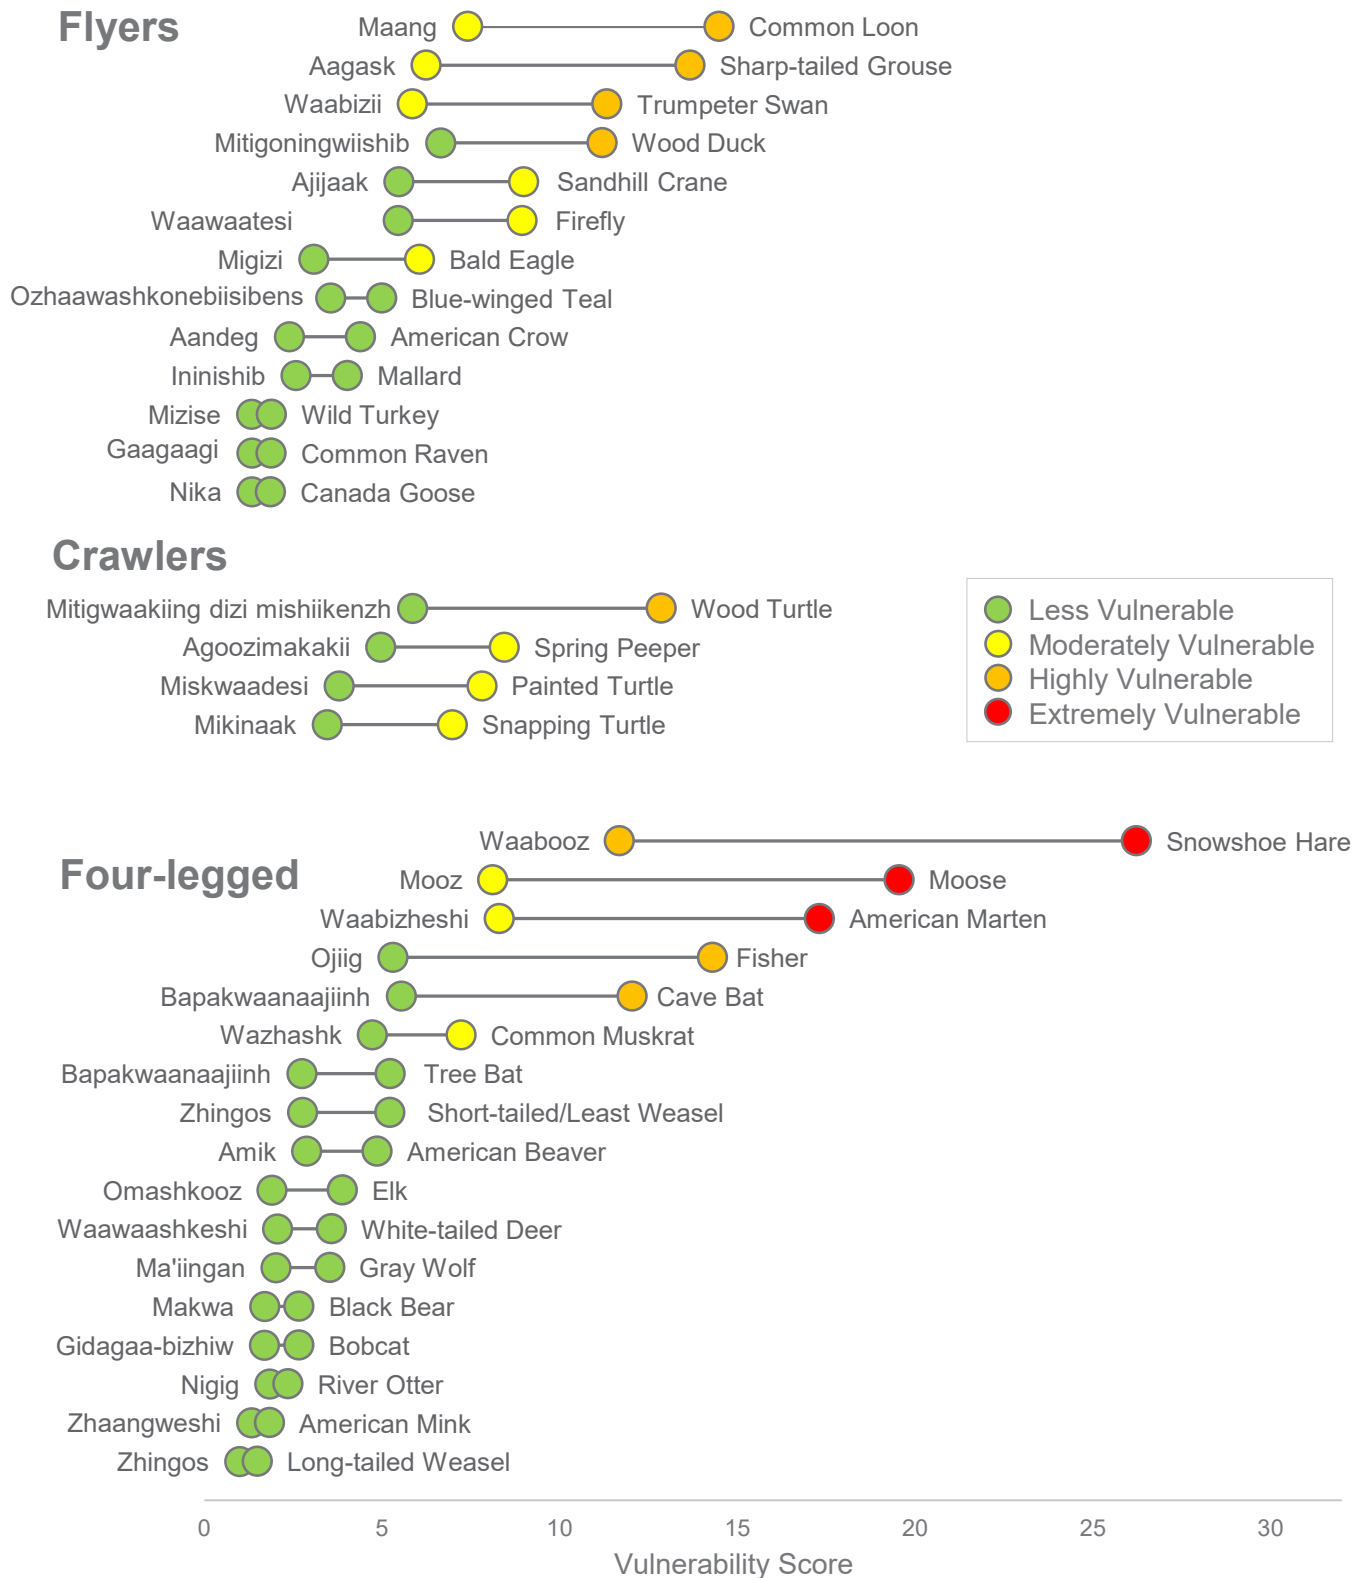 Flyers
Maang Common Loon
Aagask Sharp-tailed Grouse
Waabizii Trumpeter Swan
Mitigoningwiishib Wood Duck
Ajijaak Sandhill Crane
Waawaatesi Firefly
Migizi Bald Eagle
Ozhaawashkonebiisibens Blue-winged Teal
Aandeg American Crow
Ininishib Mallard
Mizise Wild Turkey
Gaagaagi Common Raven
Nika Canada Goose
Crawlers
Mitigwaakiing dizi mishiikenzh Wood Turtle
Agoozimakakii Spring Peeper
Miskwaadesi Painted Turtle
Mikinaak Snapping Turtle
Less Vulnerable
Moderately Vulnerable
Highly Vulnerable
Extremely Vulnerable
Four-legged
Waabooz Snowshoe Hare
Mooz Moose
Waabizheshi American Marten
Ojiig Fisher
Bapakwaanaajiinh Cave Bat
Wazhashk Common Muskrat
Bapakwaanaajiinh Tree Bat
Zhingos Short-tailed/Least Weasel
Amik American Beaver
Omashkooz Elk
Waawaashkeshi White-tailed Deer
Ma'iingan Gray Wolf
Makwa Black Bear
Gidagaa-bizhiw Bobcat
Nigig River Otter
Zhaangweshi American Mink
Zhingos Long-tailed Weasel
0 5 10 15 20 25 30
Vulnerability Score